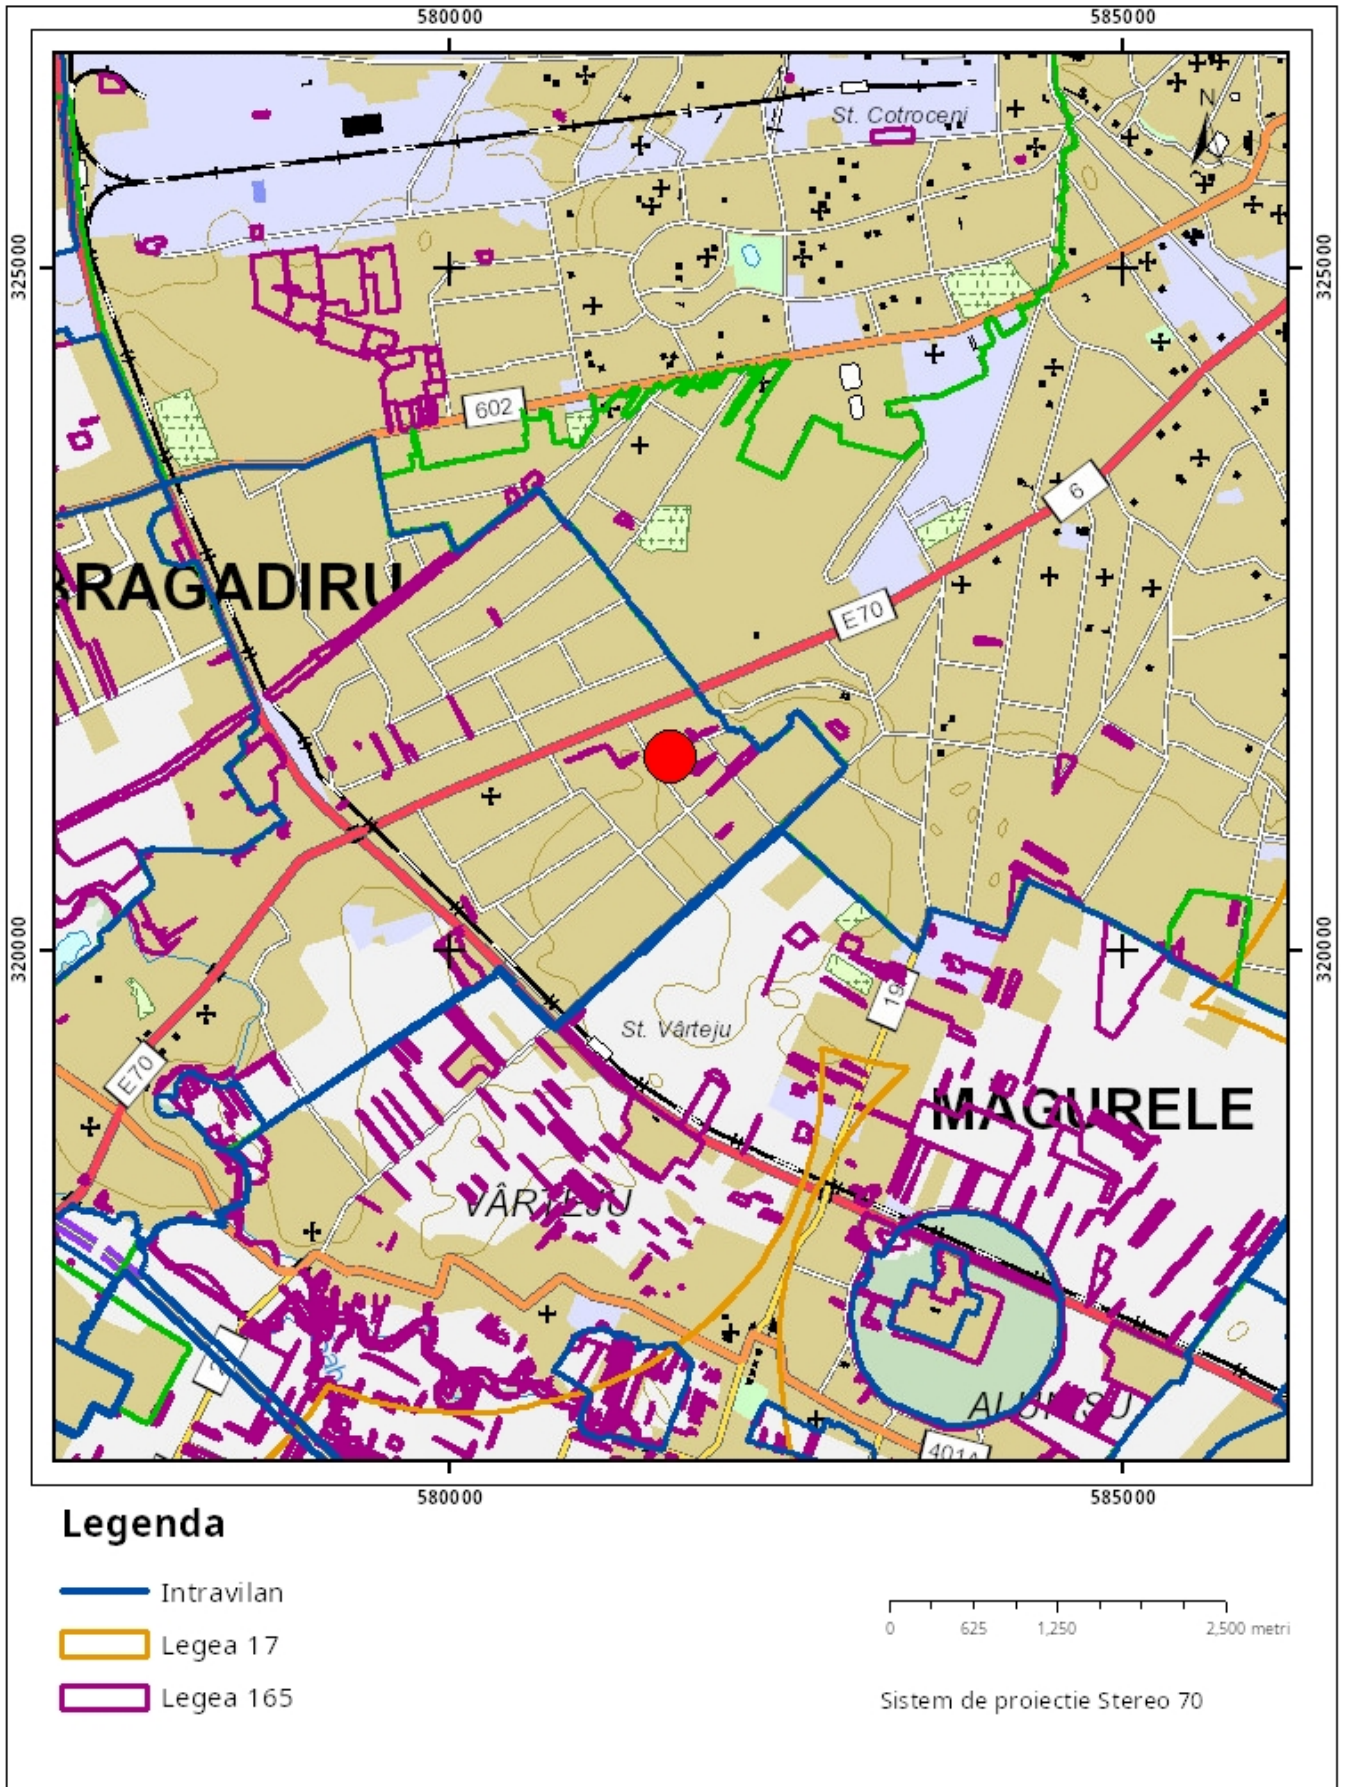 580000
585000
N
St. Cotroceni
325000
325000
602
6
BRAGADIRU
E70
320000
320000
19
St. Vârteju
E70
MAGURELE
VÂRTEJU
ALUNISU
401A
580000
585000
Legenda
Intravilan
Legea 17
Legea 165
0 625 1,250 2,500 metri
Sistem de proiectie Stereo 70